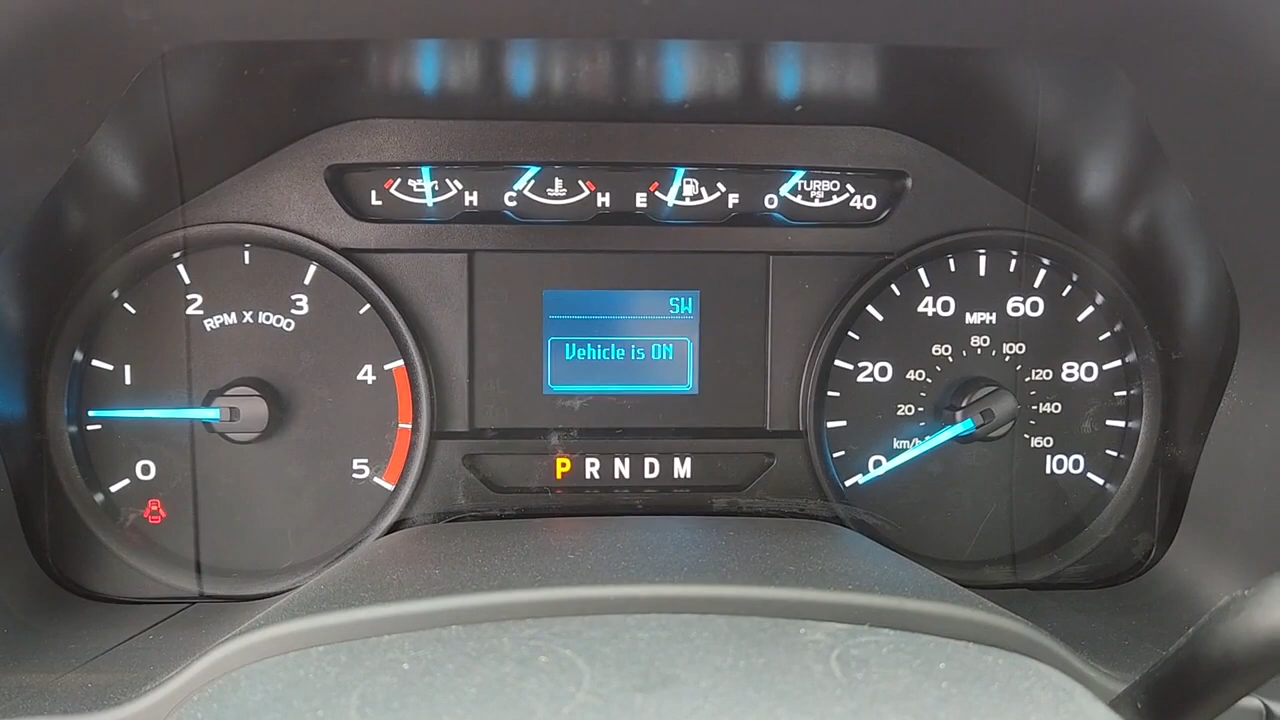 L H C H E F 0 TURBO PSI 40
0 1 2 3 4 5
RPM X 1000
SW
Vehicle is ON
P R N D M
0 20 40 60 80 100
MPH
km/h 20 40 60 80 100 120 140 160